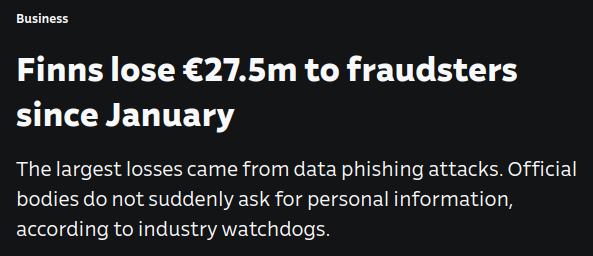 Business
Finns lose €27.5m to fraudsters
since January
The largest losses came from data phishing attacks. Official
bodies do not suddenly ask for personal information,
according to industry watchdogs.